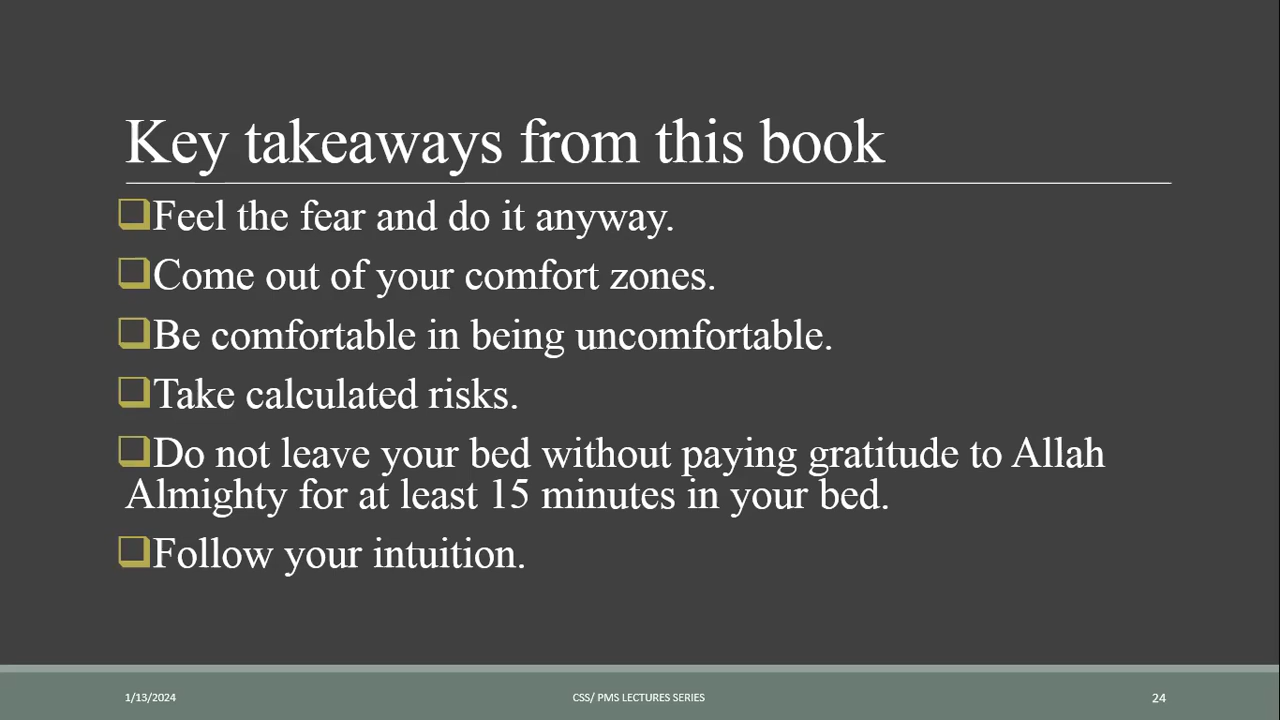 Key takeaways from this book
Feel the fear and do it anyway.
Come out of your comfort zones.
Be comfortable in being uncomfortable.
Take calculated risks.
Do not leave your bed without paying gratitude to Allah
Almighty for at least 15 minutes in your bed.
Follow your intuition.
1/13/2024
CSS/ PMS LECTURES SERIES
24